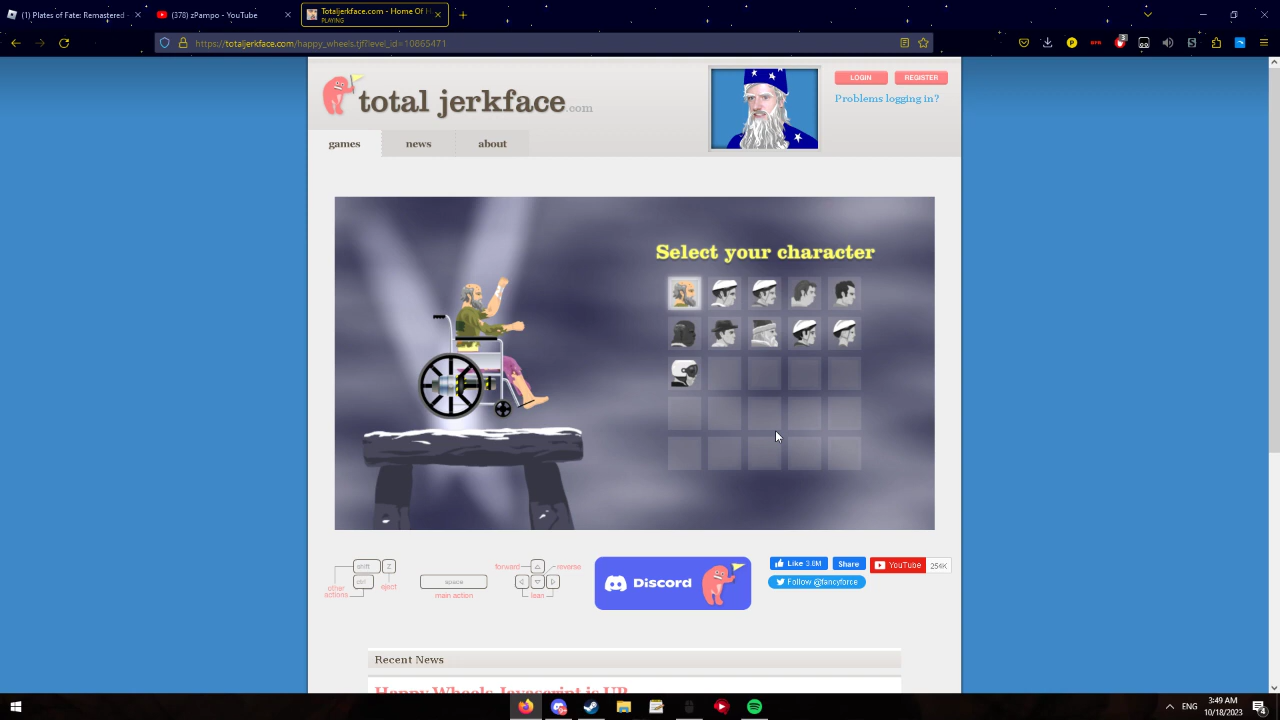 (1) Plates of Fate: Remastered
(378) zPampo - YouTube
Totaljerkface.com - Home Of H
PLAYING
https://totaljerkface.com/happy_wheels.tjf?level_id=10865471
3
total jerkface.com
LOGIN
REGISTER
Problems logging in?
games
news
about
Select your character
shift
Z
ctrl
other
actions
eject
space
main action
forward
reverse
lean
Discord
Like 3.6M
Share
YouTube
254K
Follow @fancyforce
Recent News
Happy Wheels Javascript is UP
ENG
3:49 AM
10/18/2023